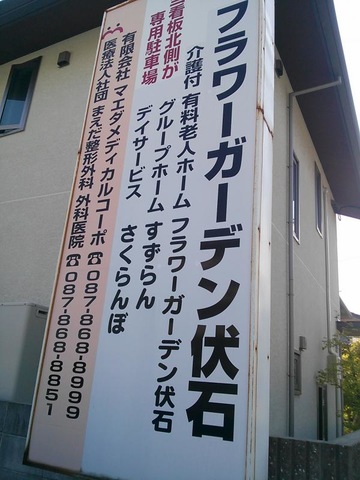 フラワーガーデン伏石
介護付 有料老人ホーム フラワーガーデン伏石
グループホーム すずらん
デイサービス さくらんぼ
看板北側が
専用駐車場
有限会社 マエダメディカルコーポ ☎087-868-8999
医療法人社団 まえだ整形外科 外科医院 ☎087-868-8851